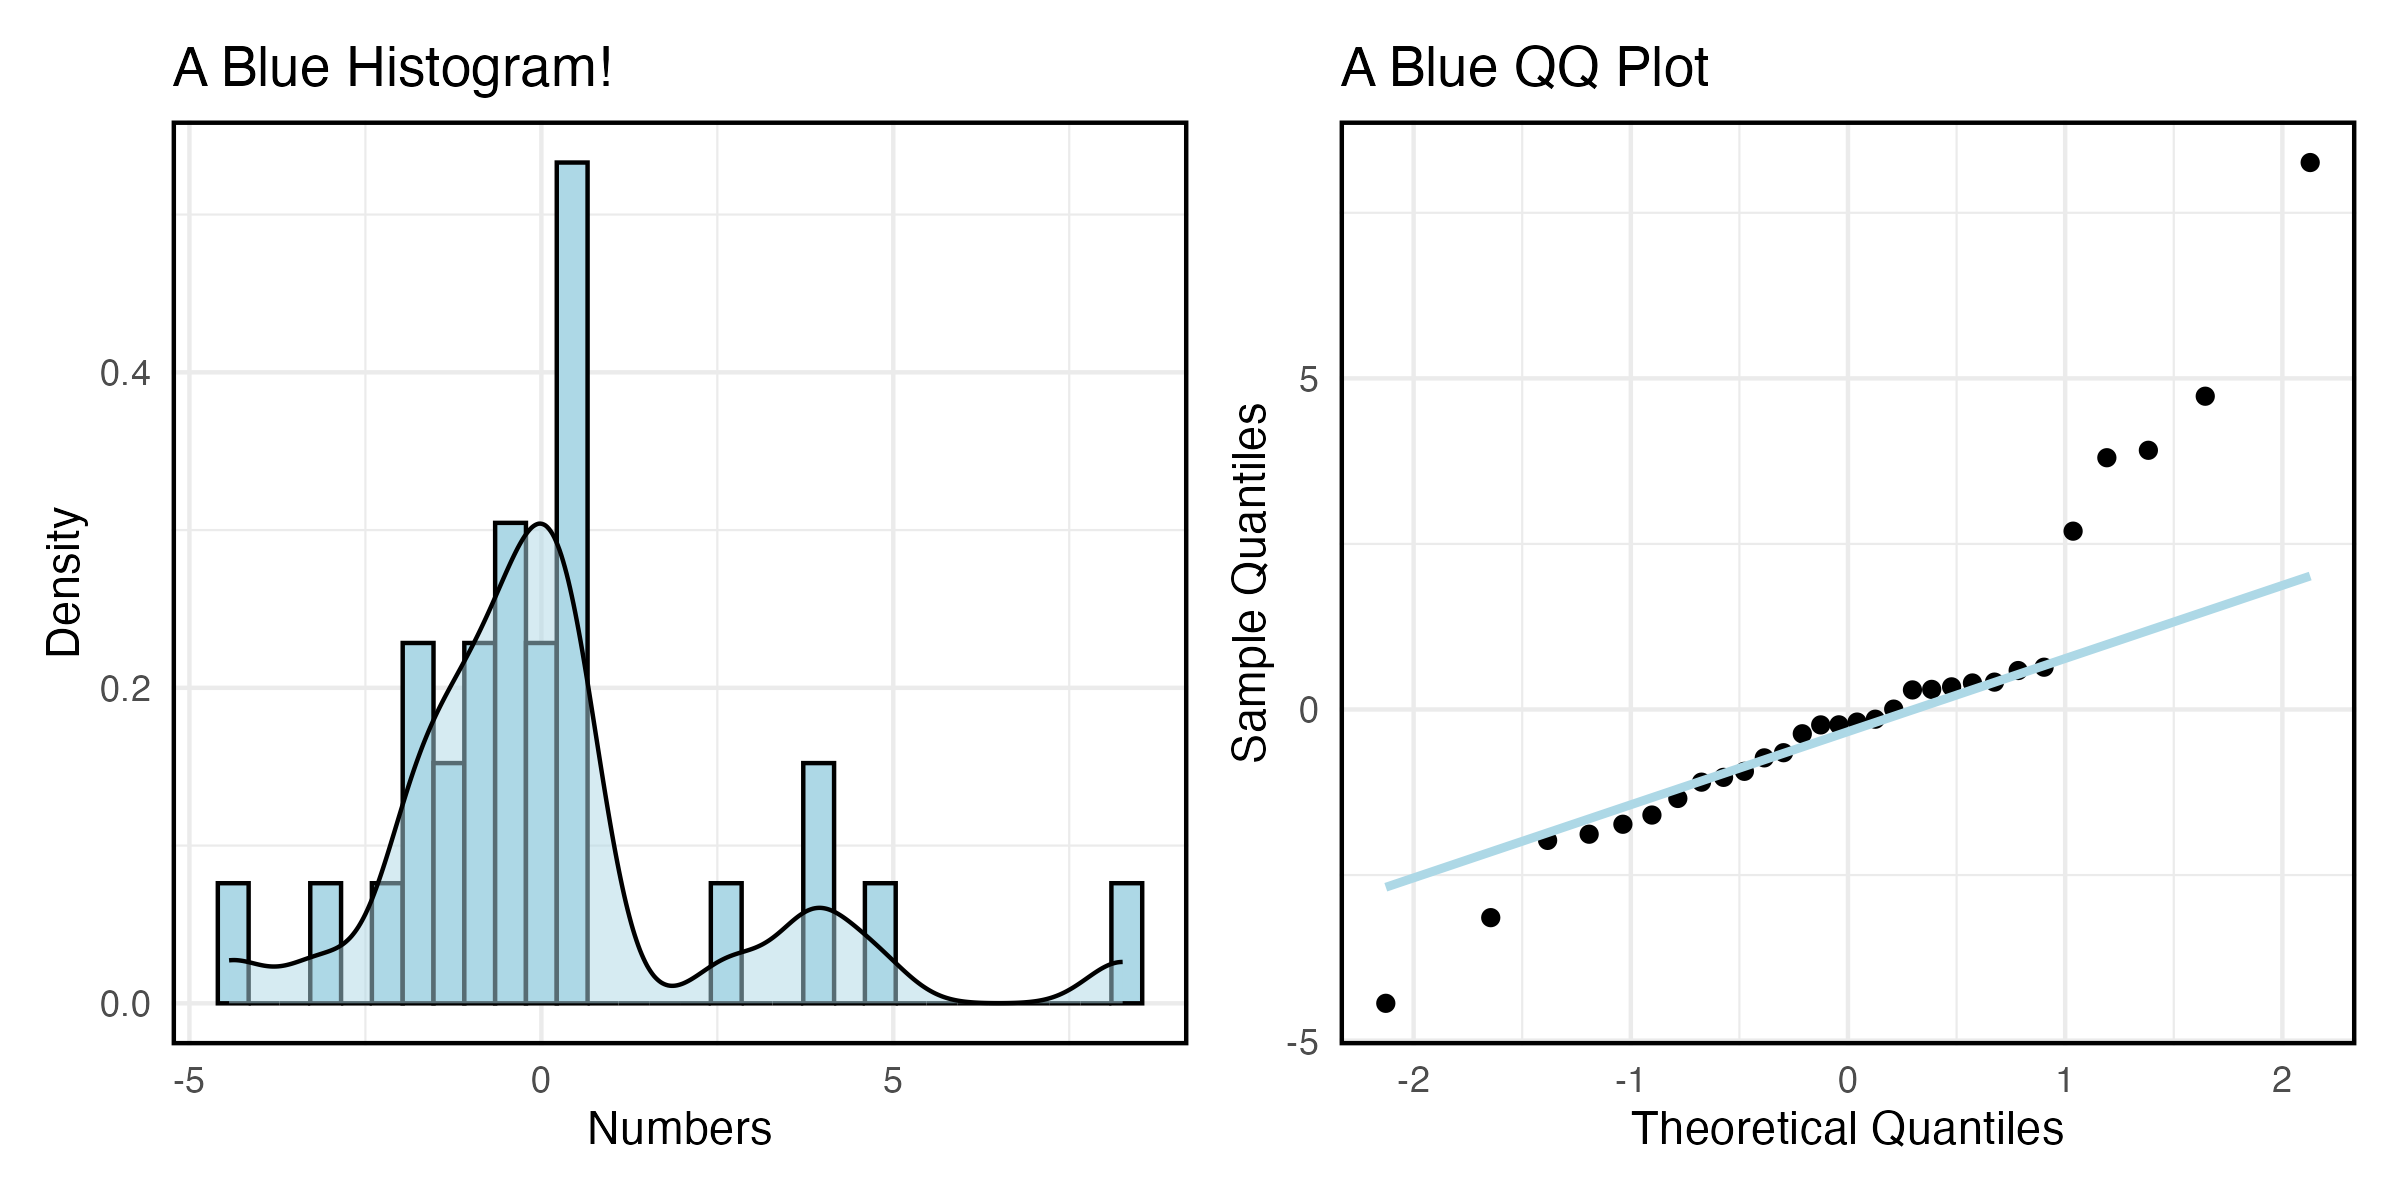 A Blue Histogram!
Density
0.4
0.2
0.0
-5 0 5
Numbers
A Blue QQ Plot
Sample Quantiles
5
0
-5
-2 -1 0 1 2
Theoretical Quantiles